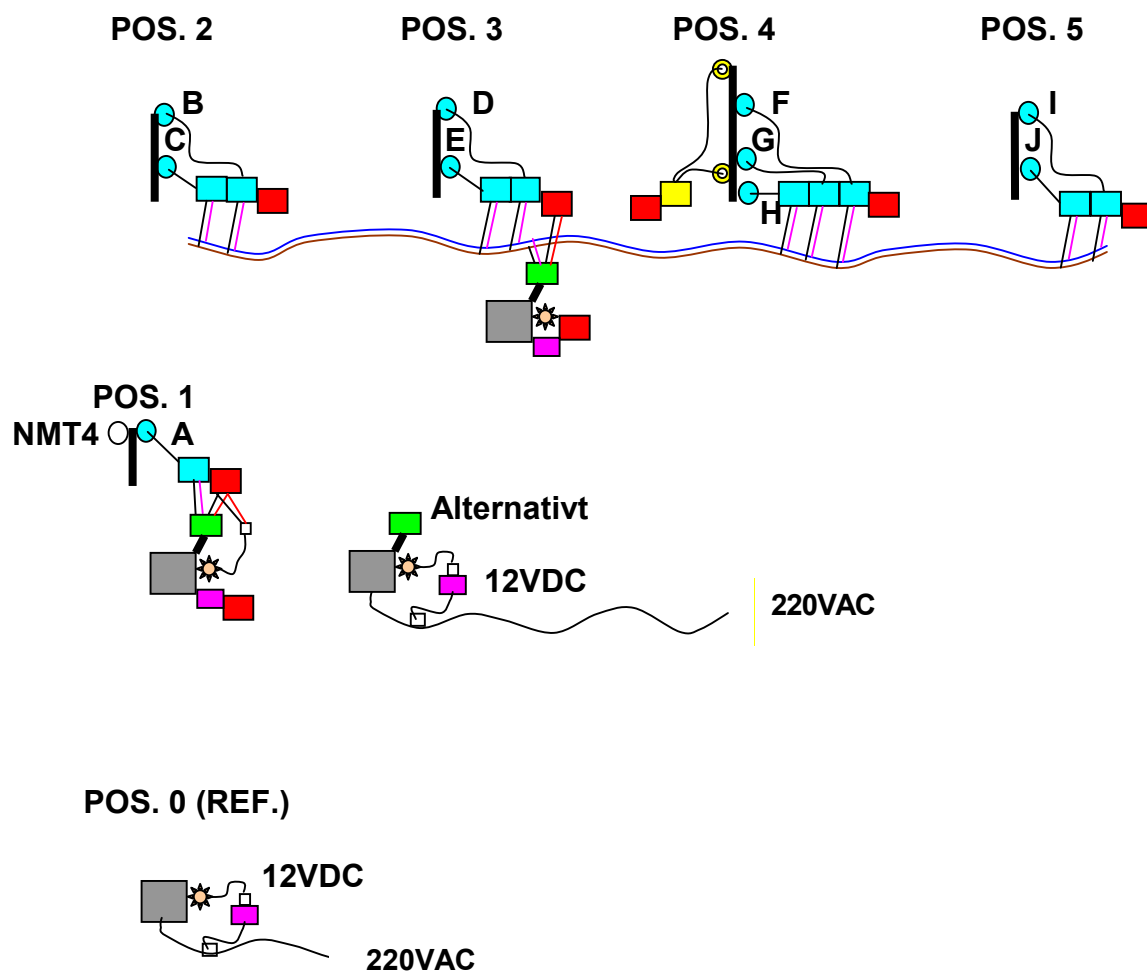 POS. 2
POS. 3
POS. 4
POS. 5
B
C
D
E
F
G
H
I
J
POS. 1
NMT4
A
Alternativt
12VDC
220VAC
POS. 0 (REF.)
12VDC
220VAC